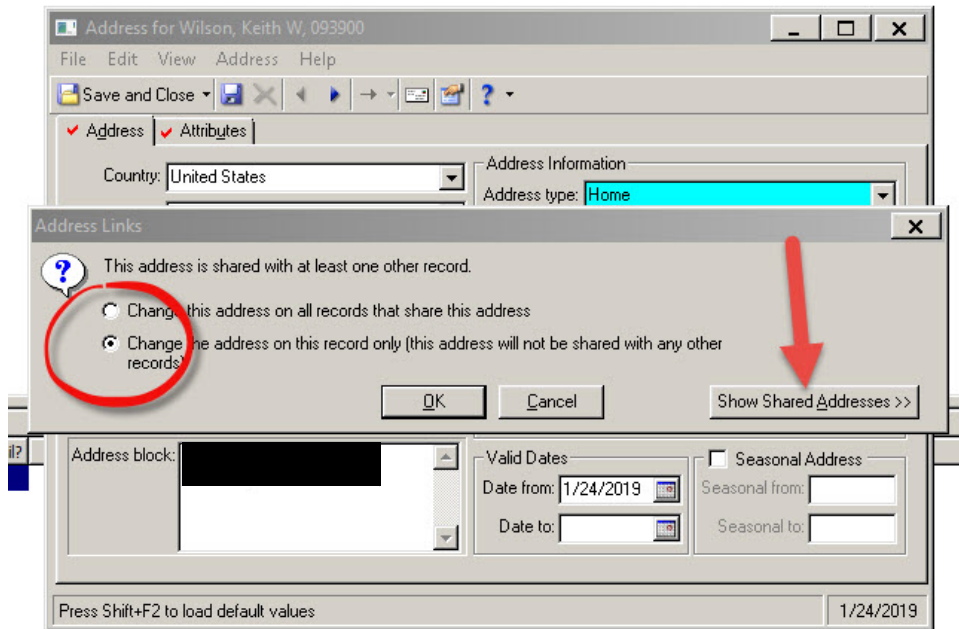 Address for Wilson, Keith W, 093900
File Edit View Address Help
Save and Close
Address Attributes
Country: United States
Address Information
Address type: Home
Address Links
This address is shared with at least one other record.
Change this address on all records that share this address
Change the address on this record only (this address will not be shared with any other
records)
OK Cancel Show Shared Addresses >>
il?
Address block:
Valid Dates
Seasonal Address
Date from: 1/24/2019
Seasonal from:
Date to:
Seasonal to:
Press Shift+F2 to load default values
1/24/2019